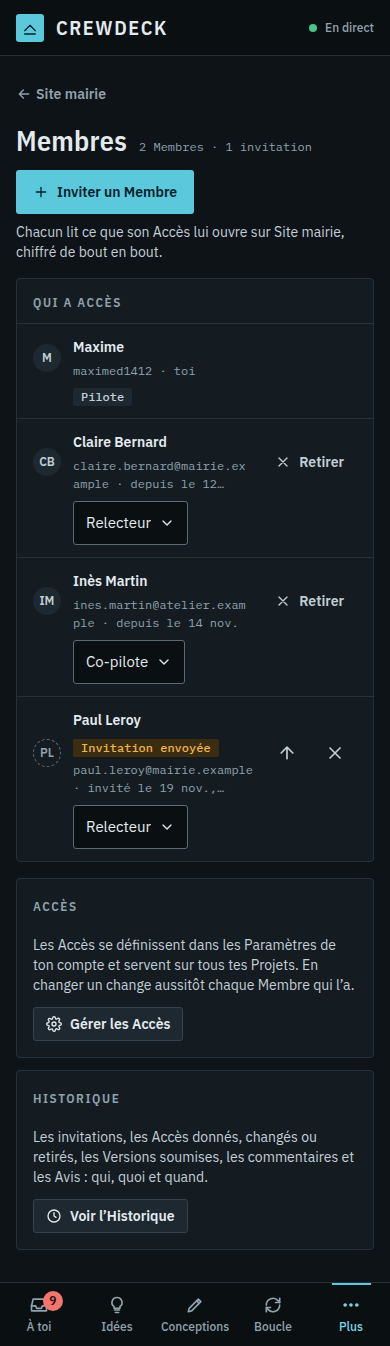 CREWDECK
En direct
← Site mairie
Membres 2 Membres · 1 invitation
+ Inviter un Membre
Chacun lit ce que son Accès lui ouvre sur Site mairie,
chiffré de bout en bout.
QUI A ACCÈS
M
Maxime
maximed1412 · toi
Pilote
CB
Claire Bernard
claire.bernard@mairie.ex
ample · depuis le 12…
Retirer
Relecteur
IM
Inès Martin
ines.martin@atelier.exam
ple · depuis le 14 nov.
Retirer
Co-pilote
PL
Paul Leroy
Invitation envoyée
paul.leroy@mairie.example
· invité le 19 nov.,…
Relecteur
ACCÈS
Les Accès se définissent dans les Paramètres de
ton compte et servent sur tous tes Projets. En
changer un change aussitôt chaque Membre qui l’a.
Gérer les Accès
HISTORIQUE
Les invitations, les Accès donnés, changés ou
retirés, les Versions soumises, les commentaires et
les Avis : qui, quoi et quand.
Voir l’Historique
9
À toi
Idées
Conceptions
Boucle
Plus